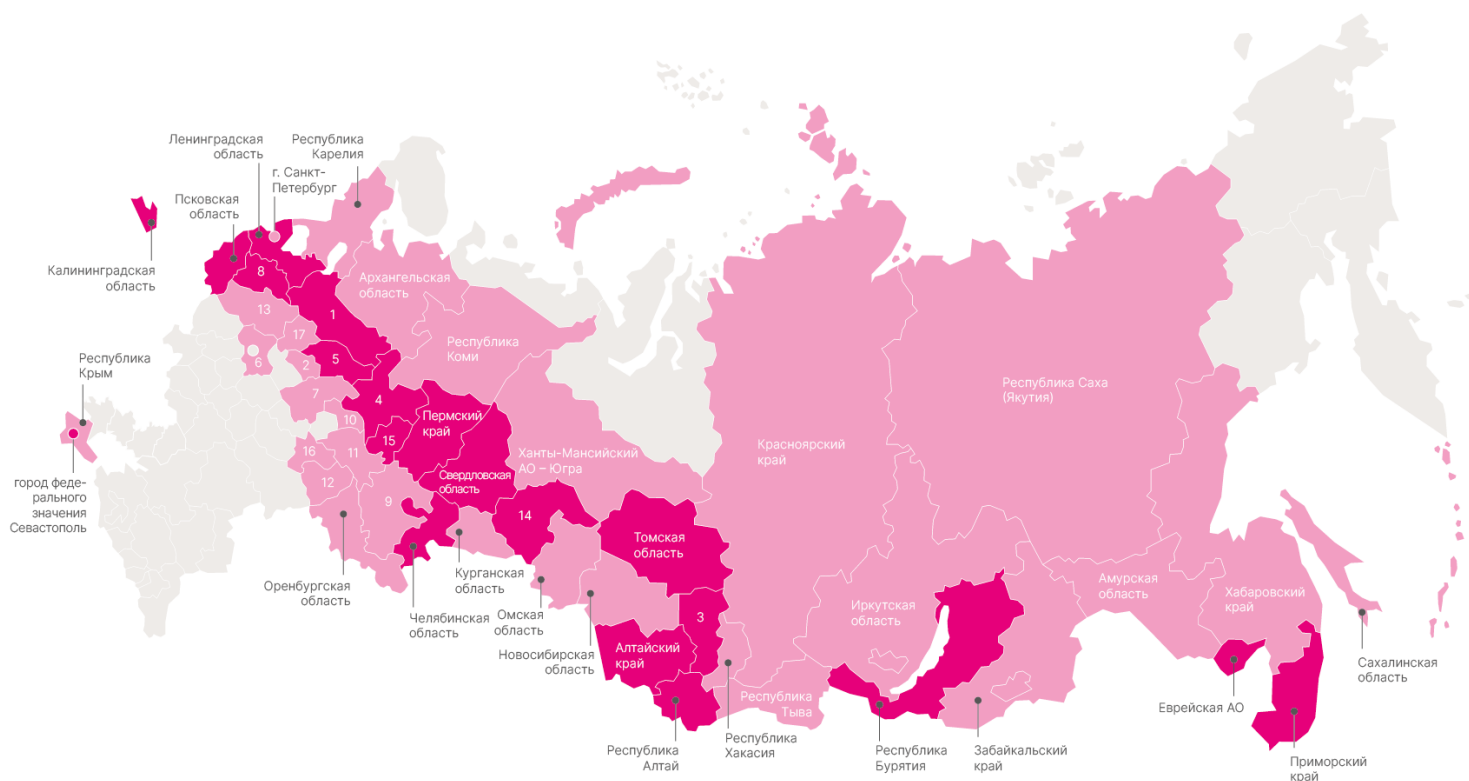 Ленинградская
область
Республика
Карелия
г. Санкт-
Петербург
Псковская
область
Калининградская
область
8
Архангельская
область
13
1
17
Республика
Коми
6
2
5
Республика
Крым
7
4
Пермский
край
10
15
16
11
12
9
город феде-
рального
значения
Севастополь
Ханты-Мансийский
АО – Югра
Свердловская
область
14
Красноярский
край
Республика Саха
(Якутия)
Томская
область
Оренбургская
область
Челябинская
область
Курганская
область
Омская
область
Новосибирская
область
3
Алтайский
край
Иркутская
область
Амурская
область
Хабаровский
край
Сахалинская
область
Республика
Тыва
Еврейская АО
Республика
Алтай
Республика
Хакасия
Республика
Бурятия
Забайкальский
край
Приморский
край